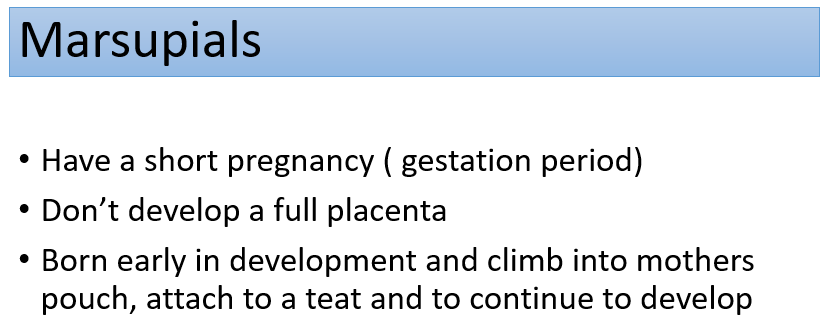 Marsupials
• Have a short pregnancy ( gestation period)
• Don’t develop a full placenta
• Born early in development and climb into mothers
pouch, attach to a teat and to continue to develop